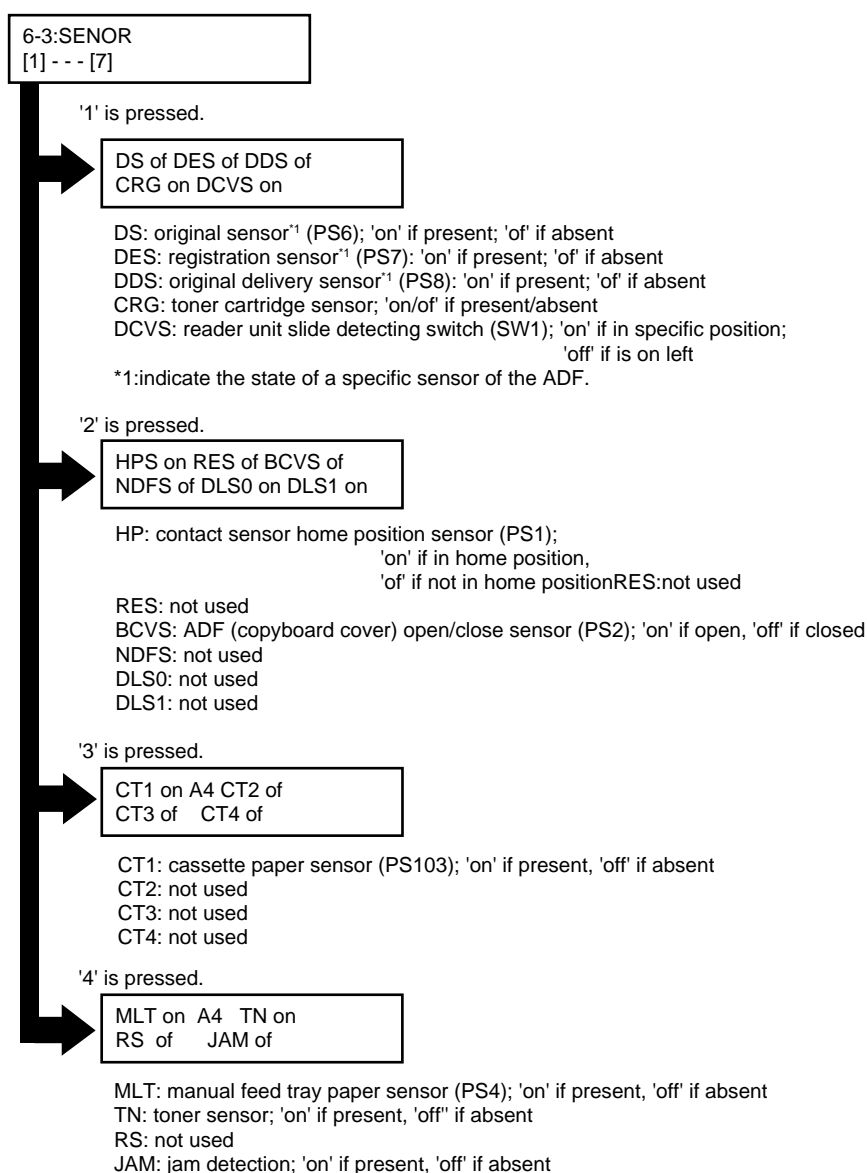 6-3:SENOR
[1] - - - [7]
'1' is pressed.
DS of DES of DDS of
CRG on DCVS on
DS: original sensor*1 (PS6); 'on' if present; 'of' if absent
DES: registration sensor*1 (PS7): 'on' if present; 'of' if absent
DDS: original delivery sensor*1 (PS8): 'on' if present; 'of' if absent
CRG: toner cartridge sensor; 'on/of' if present/absent
DCVS: reader unit slide detecting switch (SW1); 'on' if in specific position;
'off' if is on left
*1:indicate the state of a specific sensor of the ADF.
'2' is pressed.
HPS on RES of BCVS of
NDFS of DLS0 on DLS1 on
HP: contact sensor home position sensor (PS1);
'on' if in home position,
'of' if not in home positionRES:not used
RES: not used
BCVS: ADF (copyboard cover) open/close sensor (PS2); 'on' if open, 'off' if closed
NDFS: not used
DLS0: not used
DLS1: not used
'3' is pressed.
CT1 on A4 CT2 of
CT3 of CT4 of
CT1: cassette paper sensor (PS103); 'on' if present, 'off' if absent
CT2: not used
CT3: not used
CT4: not used
'4' is pressed.
MLT on A4 TN on
RS of JAM of
MLT: manual feed tray paper sensor (PS4); 'on' if present, 'off' if absent
TN: toner sensor; 'on' if present, 'off'' if absent
RS: not used
JAM: jam detection; 'on' if present, 'off' if absent